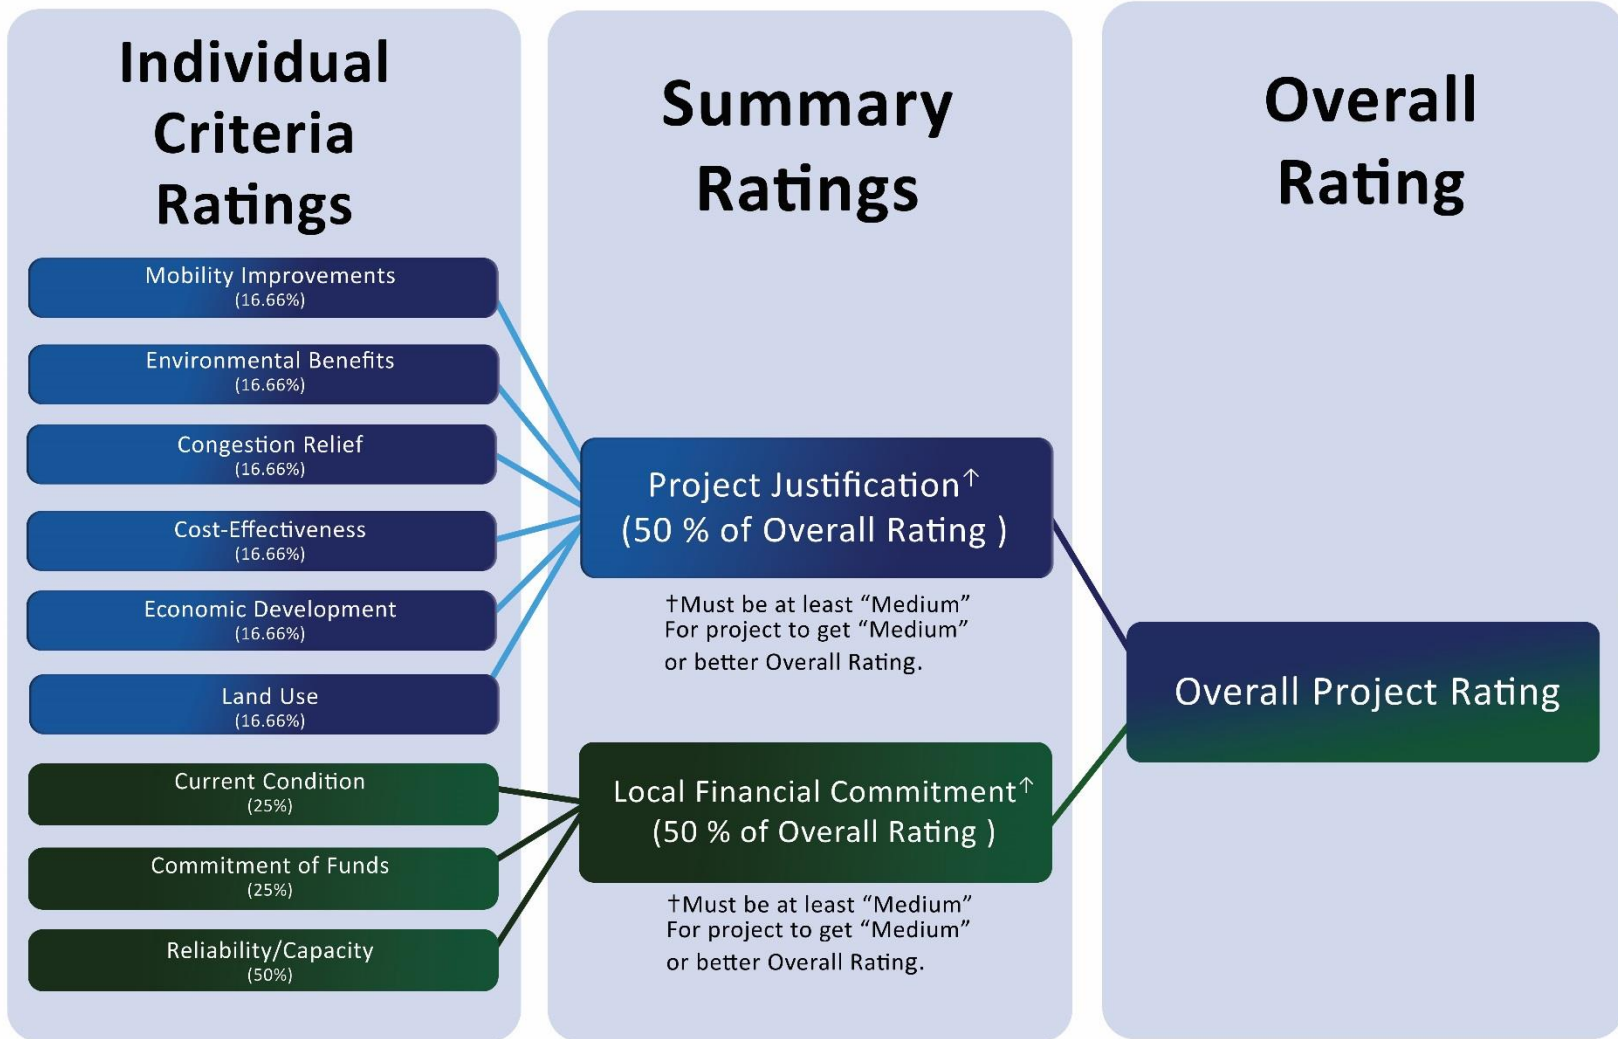 Individual
Criteria
Ratings
Mobility Improvements
(16.66%)
Environmental Benefits
(16.66%)
Congestion Relief
(16.66%)
Cost-Effectiveness
(16.66%)
Economic Development
(16.66%)
Land Use
(16.66%)
Current Condition
(25%)
Commitment of Funds
(25%)
Reliability/Capacity
(50%)
Summary
Ratings
Project Justification↑
(50 % of Overall Rating )
†Must be at least “Medium”
For project to get “Medium”
or better Overall Rating.
Local Financial Commitment↑
(50 % of Overall Rating )
†Must be at least “Medium”
For project to get “Medium”
or better Overall Rating.
Overall
Rating
Overall Project Rating